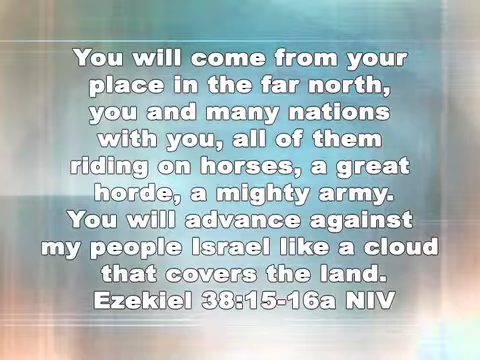 You will come from your
place in the far north,
you and many nations
with you, all of them
riding on horses, a great
horde, a mighty army.
You will advance against
my people Israel like a cloud
that covers the land.
Ezekiel 38:15-16a NIV